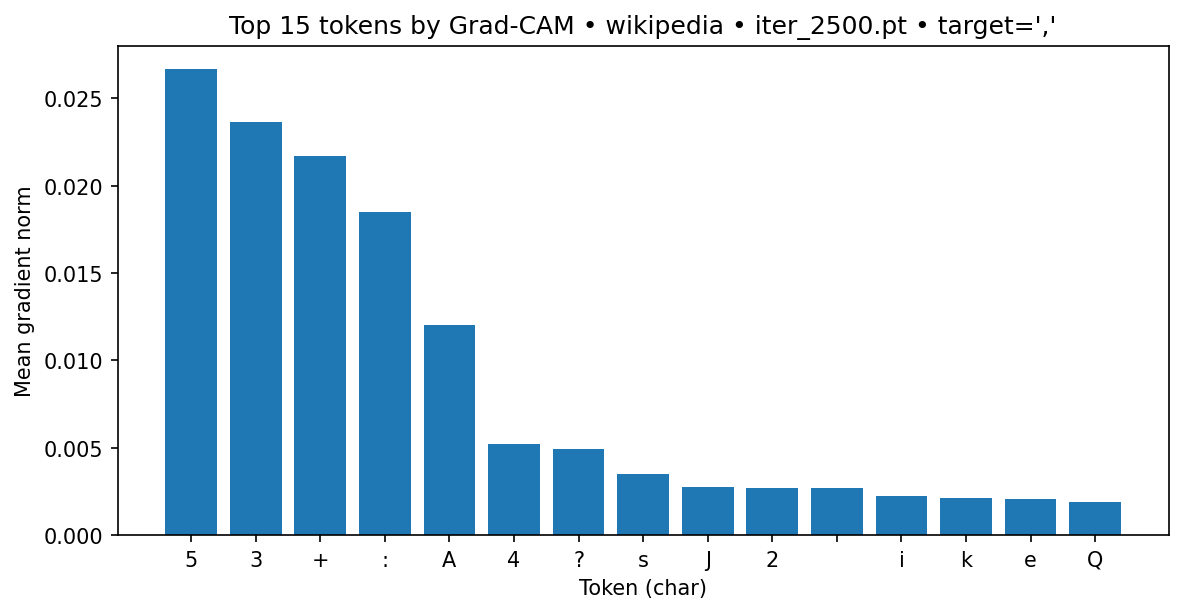 Top 15 tokens by Grad-CAM • wikipedia • iter_2500.pt • target=','
Mean gradient norm
0.025
0.020
0.015
0.010
0.005
0.000
5 3 + : A 4 ? s J 2 i k e Q
Token (char)